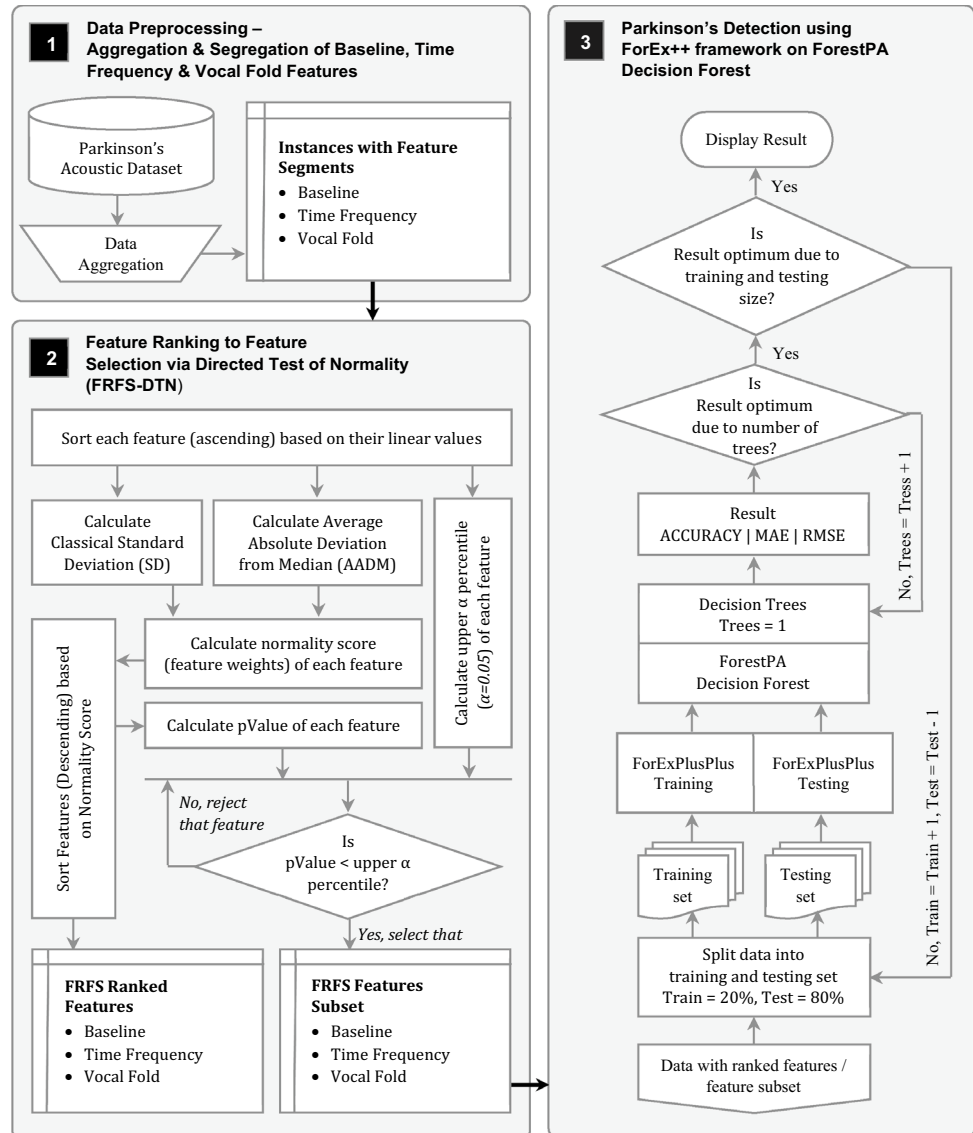 1
Data Preprocessing –
Aggregation & Segregation of Baseline, Time
Frequency & Vocal Fold Features
Parkinson's
Acoustic Dataset
Data
Aggregation
Instances with Feature
Segments
• Baseline
• Time Frequency
• Vocal Fold
2
Feature Ranking to Feature
Selection via Directed Test of Normality
(FRFS-DTN)
Sort each feature (ascending) based on their linear values
Calculate
Classical Standard
Deviation (SD)
Calculate Average
Absolute Deviation
from Median (AADM)
Calculate upper α percentile
(α=0.05) of each feature
Calculate normality score
(feature weights) of each feature
Sort Features (Descending) based
on Normality Score
Calculate pValue of each feature
No, reject
that feature
Is
pValue < upper α
percentile?
Yes, select that
FRFS Ranked
Features
• Baseline
• Time Frequency
• Vocal Fold
FRFS Features
Subset
• Baseline
• Time Frequency
• Vocal Fold
3
Parkinson's Detection using
ForEx++ framework on ForestPA
Decision Forest
Display Result
Yes
Is
Result optimum due to
training and testing
size?
Yes
Is
Result optimum
due to number of
trees?
No, Trees = Tress + 1
Result
ACCURACY | MAE | RMSE
Decision Trees
Trees = 1
ForestPA
Decision Forest
ForExPlusPlus
Training
ForExPlusPlus
Testing
Training
set
Testing
set
No, Train = Train + 1, Test = Test - 1
Split data into
training and testing set
Train = 20%, Test = 80%
Data with ranked features /
feature subset